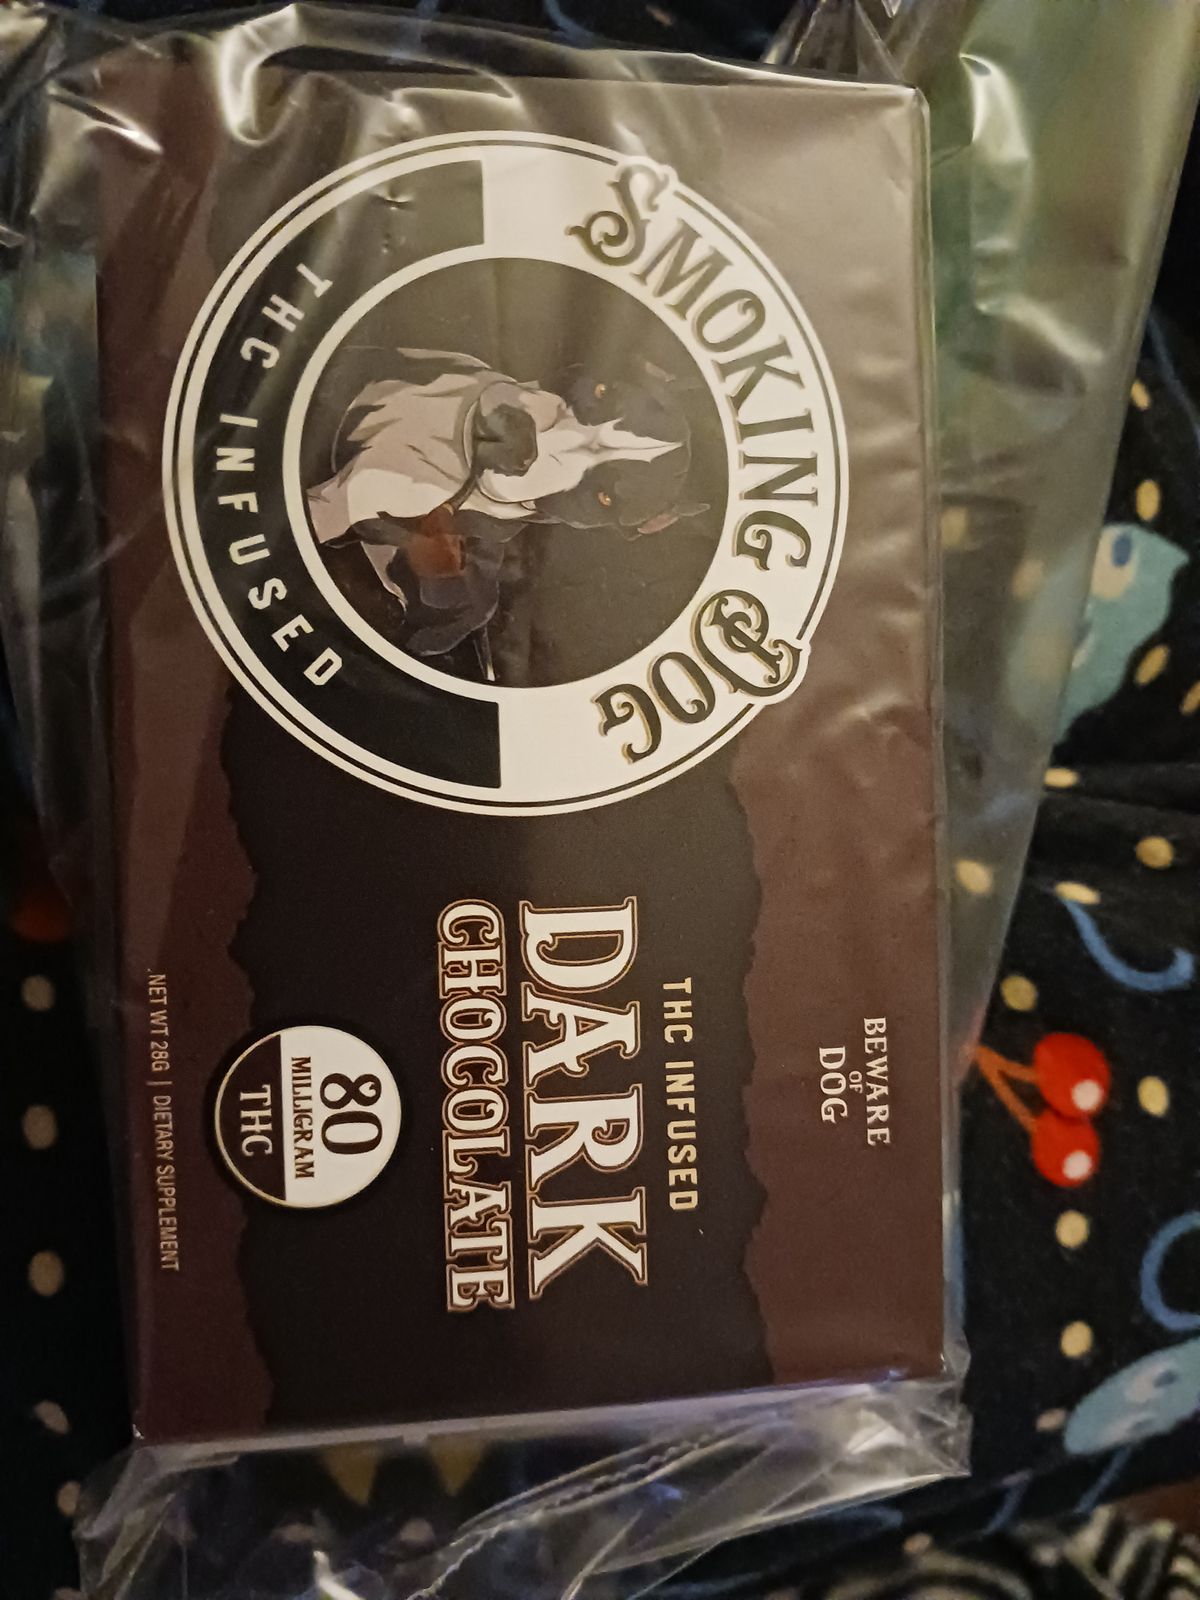 SMOKING DOG
THC INFUSED
BEWARE
OF
DOG
THC INFUSED
DARK
CHOCOLATE
80
MILLIGRAM
THC
NET WT 28G | DIETARY SUPPLEMENT